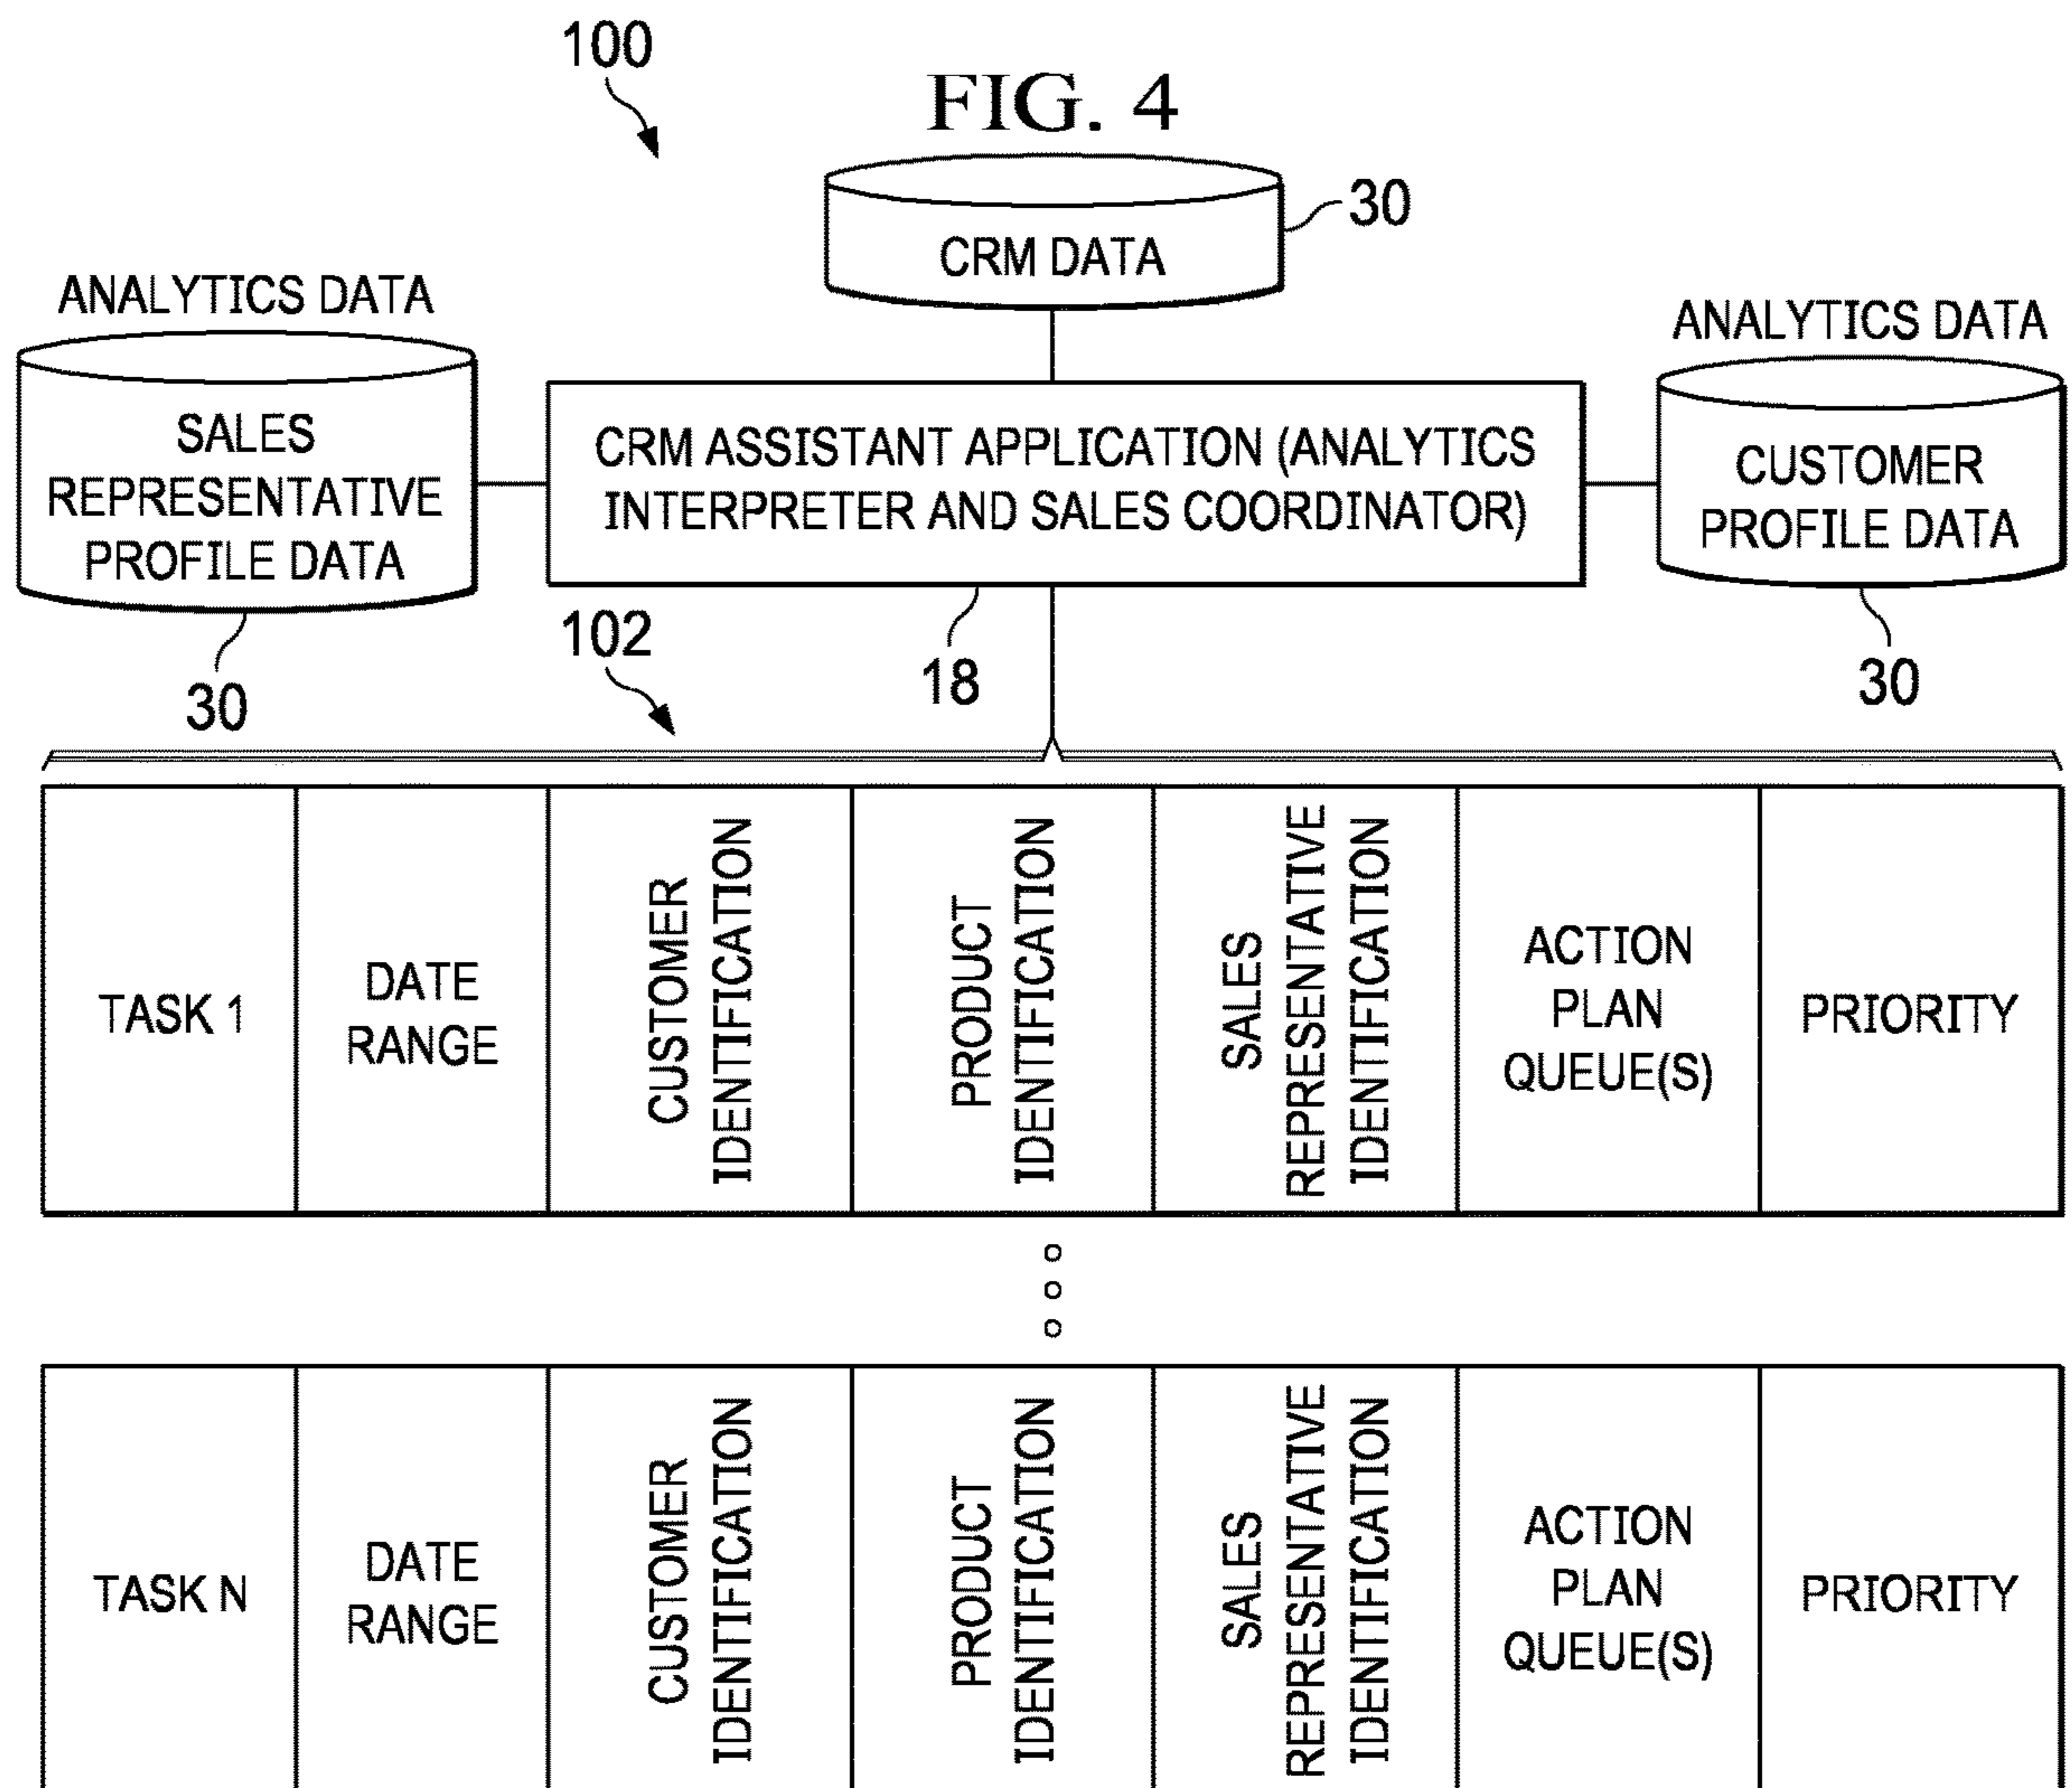 100
FIG. 4
30
CRM DATA
ANALYTICS DATA
SALES
REPRESENTATIVE
PROFILE DATA
30
CRM ASSISTANT APPLICATION (ANALYTICS
INTERPRETER AND SALES COORDINATOR)
18
ANALYTICS DATA
CUSTOMER
PROFILE DATA
30
102
TASK 1
DATE
RANGE
CUSTOMER
IDENTIFICATION
PRODUCT
IDENTIFICATION
SALES
REPRESENTATIVE
IDENTIFICATION
ACTION
PLAN
QUEUE(S)
PRIORITY
TASK N
DATE
RANGE
CUSTOMER
IDENTIFICATION
PRODUCT
IDENTIFICATION
SALES
REPRESENTATIVE
IDENTIFICATION
ACTION
PLAN
QUEUE(S)
PRIORITY